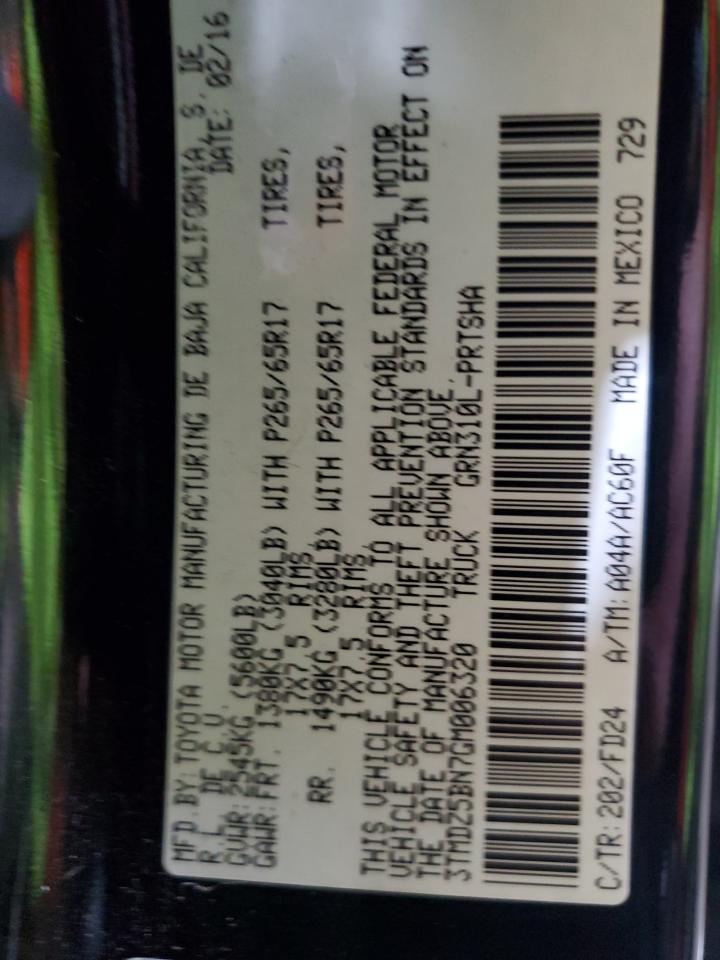 MFD.BY:TOYOTA MOTOR MANUFACTURING DE BAJA CALIFORNIA, S. DE
R.L. DE C.V. DATE: 02/16
GVWR:2545KG (5600LB)
GAWR:FRT. 1380KG (3040LB) WITH P265/65R17 TIRES,
17X7.5 RIMS,
RR. 1490KG (3280LB) WITH P265/65R17 TIRES,
17X7.5 RIMS.
THIS VEHICLE CONFORMS TO ALL APPLICABLE FEDERAL MOTOR
VEHICLE SAFETY AND THEFT PREVENTION STANDARDS IN EFFECT ON
THE DATE OF MANUFACTURE SHOWN ABOVE.
3TMDZ5BN7GM006320 TRUCK GRN310L-PRTSHA
C/TR:202/FD24 A/TM:A04A/AC60F MADE IN MEXICO 729